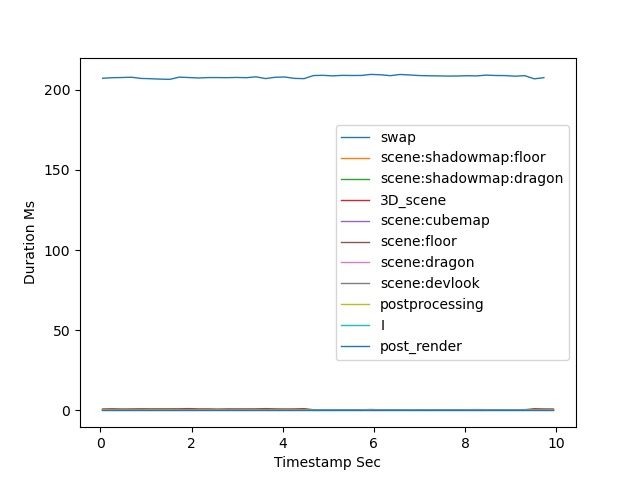 200
150
100
50
0
Duration Ms
swap
scene:shadowmap:floor
scene:shadowmap:dragon
3D_scene
scene:cubemap
scene:floor
scene:dragon
scene:devlook
postprocessing
I
post_render
0 2 4 6 8 10
Timestamp Sec